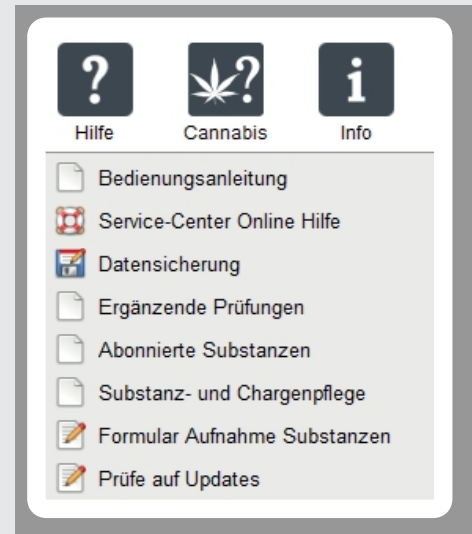 Hilfe Cannabis Info
Bedienungsanleitung
Service-Center Online Hilfe
Datensicherung
Ergänzende Prüfungen
Abonnierte Substanzen
Substanz- und Chargenpflege
Formular Aufnahme Substanzen
Prüfe auf Updates